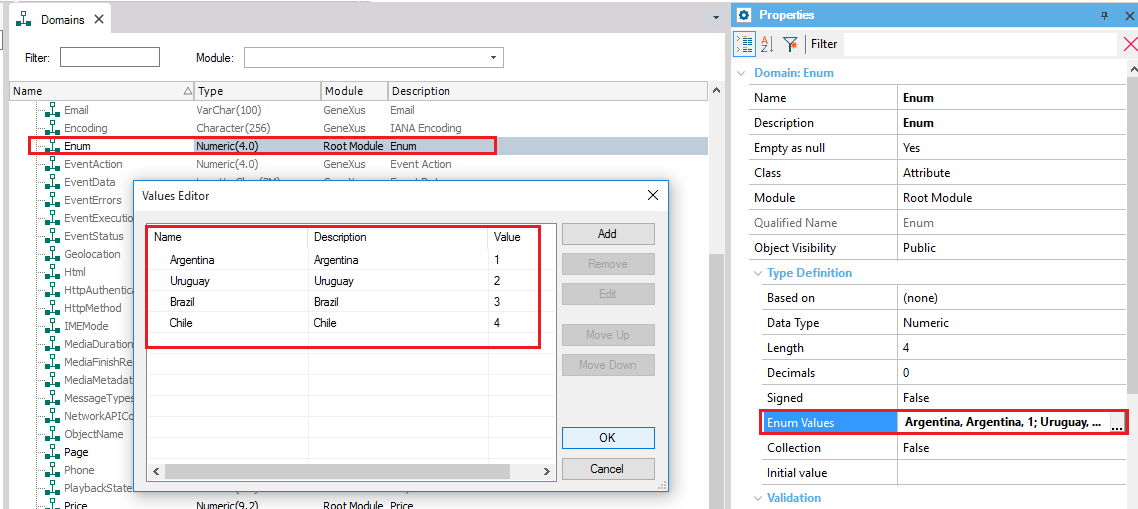 Domains
Filter:
Module:
Name Type Module Description
Email VarChar(100) GeneXus Email
Encoding Character(256) GeneXus IANA Encoding
Enum Numeric(4.0) Root Module Enum
EventAction Numeric(4.0) GeneXus Event Action
EventData
EventErrors
EventExecutio
EventStatus
Geolocation
Html
HttpAuthentica
HttpMethod
IMEMode
MediaDuration
MediaFinishRe
MediaMetadat
MessageTypes
NetworkAPICo
ObjectName
Page
Phone
PlaybackState
Price Numeric(9.2) Root Module Price
Values Editor
Name Description Value
Argentina Argentina 1
Uruguay Uruguay 2
Brazil Brazil 3
Chile Chile 4
Add
Remove
Edit
Move Up
Move Down
OK
Cancel
Properties
Filter
Domain: Enum
Name Enum
Description Enum
Empty as null Yes
Class Attribute
Module Root Module
Qualified Name Enum
Object Visibility Public
Type Definition
Based on (none)
Data Type Numeric
Length 4
Decimals 0
Signed False
Enum Values Argentina, Argentina, 1; Uruguay, ... ...
Collection False
Initial value
Validation